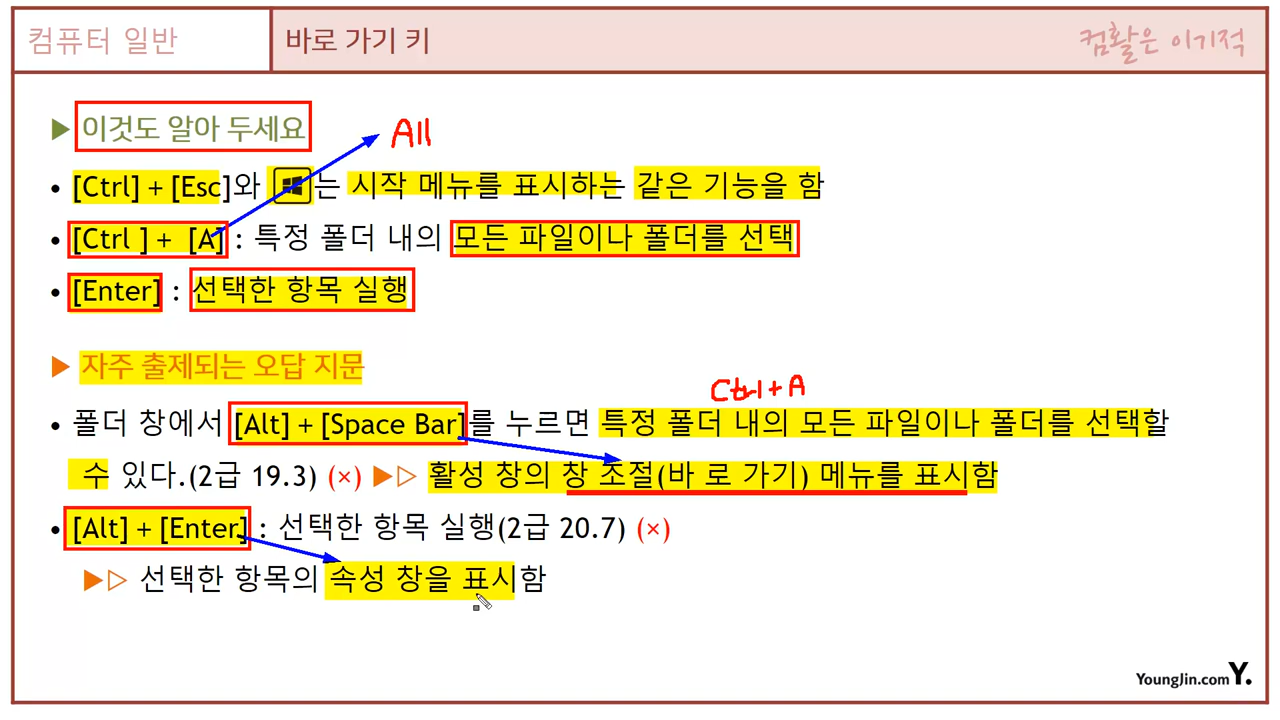 컴퓨터 일반
바로 가기 키
컴활은 이기적
▶ 이것도 알아 두세요
All
• [Ctrl] + [Esc]와 는 시작 메뉴를 표시하는 같은 기능을 함
• [Ctrl ] + [A] : 특정 폴더 내의 모든 파일이나 폴더를 선택
• [Enter] : 선택한 항목 실행
▶ 자주 출제되는 오답 지문
Ctrl + A
• 폴더 창에서 [Alt] + [Space Bar]를 누르면 특정 폴더 내의 모든 파일이나 폴더를 선택할
수 있다.(2급 19.3) (×) ▶▷ 활성 창의 창 조절(바 로 가기) 메뉴를 표시함
• [Alt] + [Enter] : 선택한 항목 실행(2급 20.7) (×)
▶▷ 선택한 항목의 속성 창을 표시함
YoungJin.com Y.